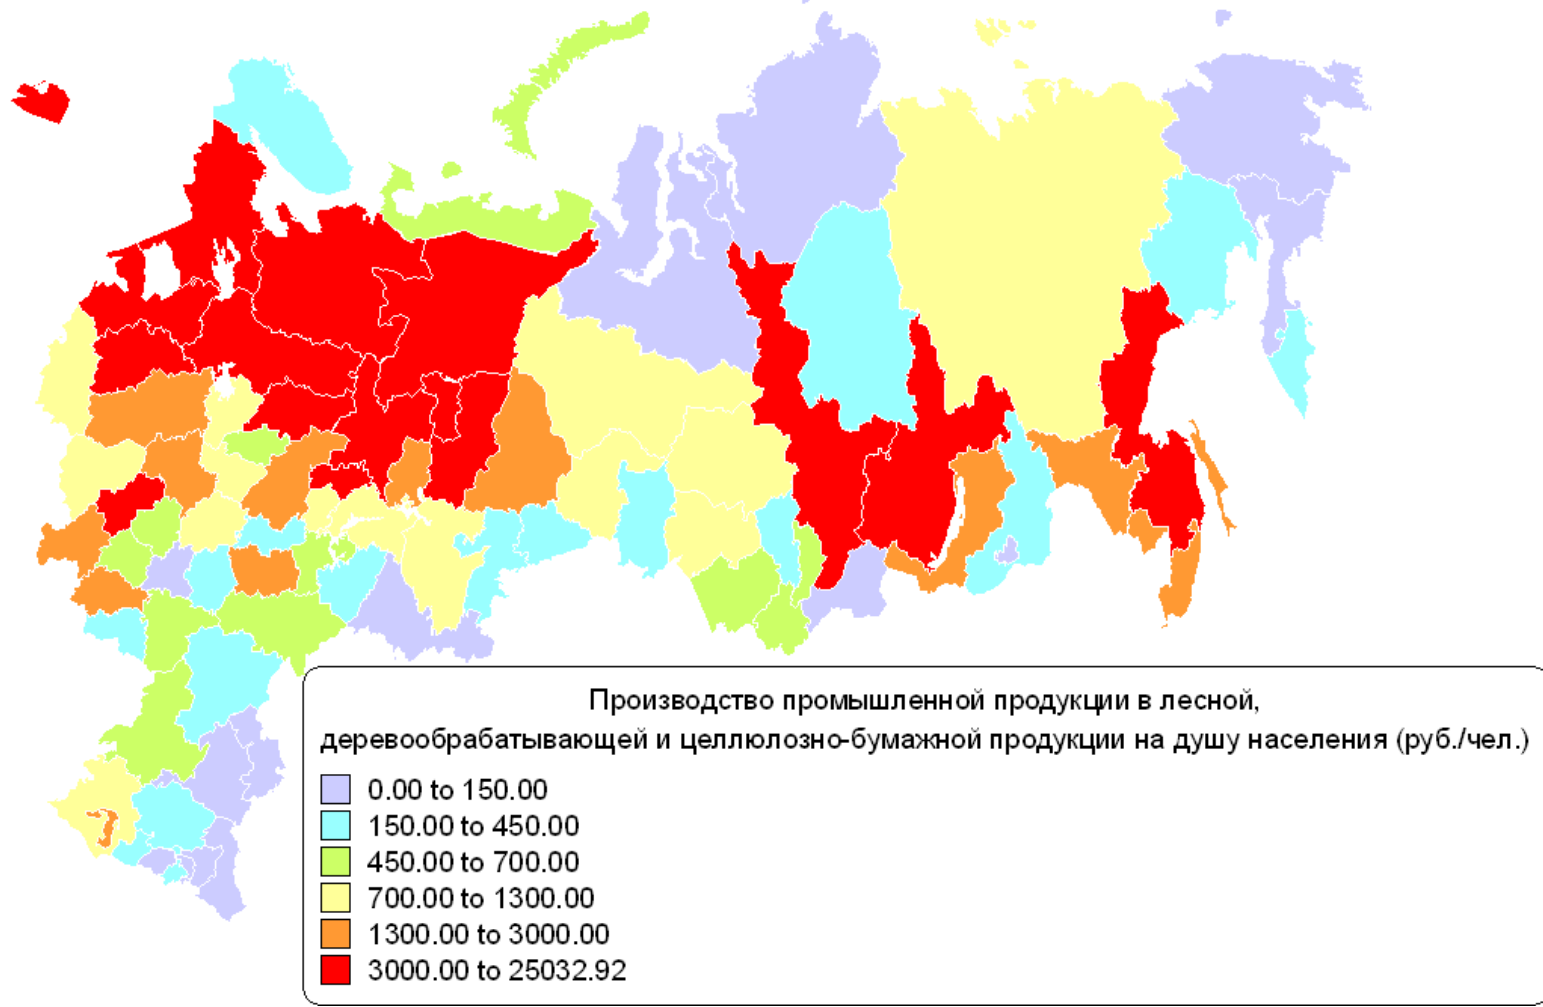 Производство промышленной продукции в лесной,
деревообрабатывающей и целлюлозно-бумажной продукции на душу населения (руб./чел.)
0.00 to 150.00
150.00 to 450.00
450.00 to 700.00
700.00 to 1300.00
1300.00 to 3000.00
3000.00 to 25032.92